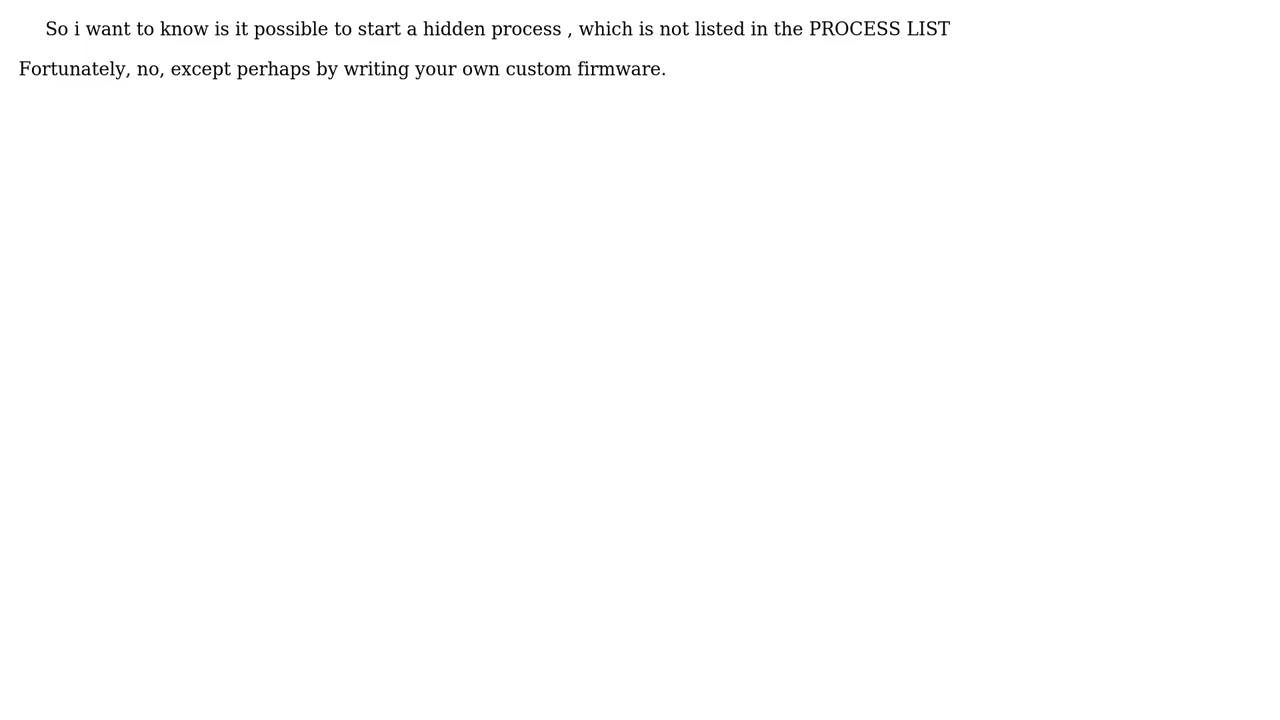 So i want to know is it possible to start a hidden process , which is not listed in the PROCESS LIST
Fortunately, no, except perhaps by writing your own custom firmware.